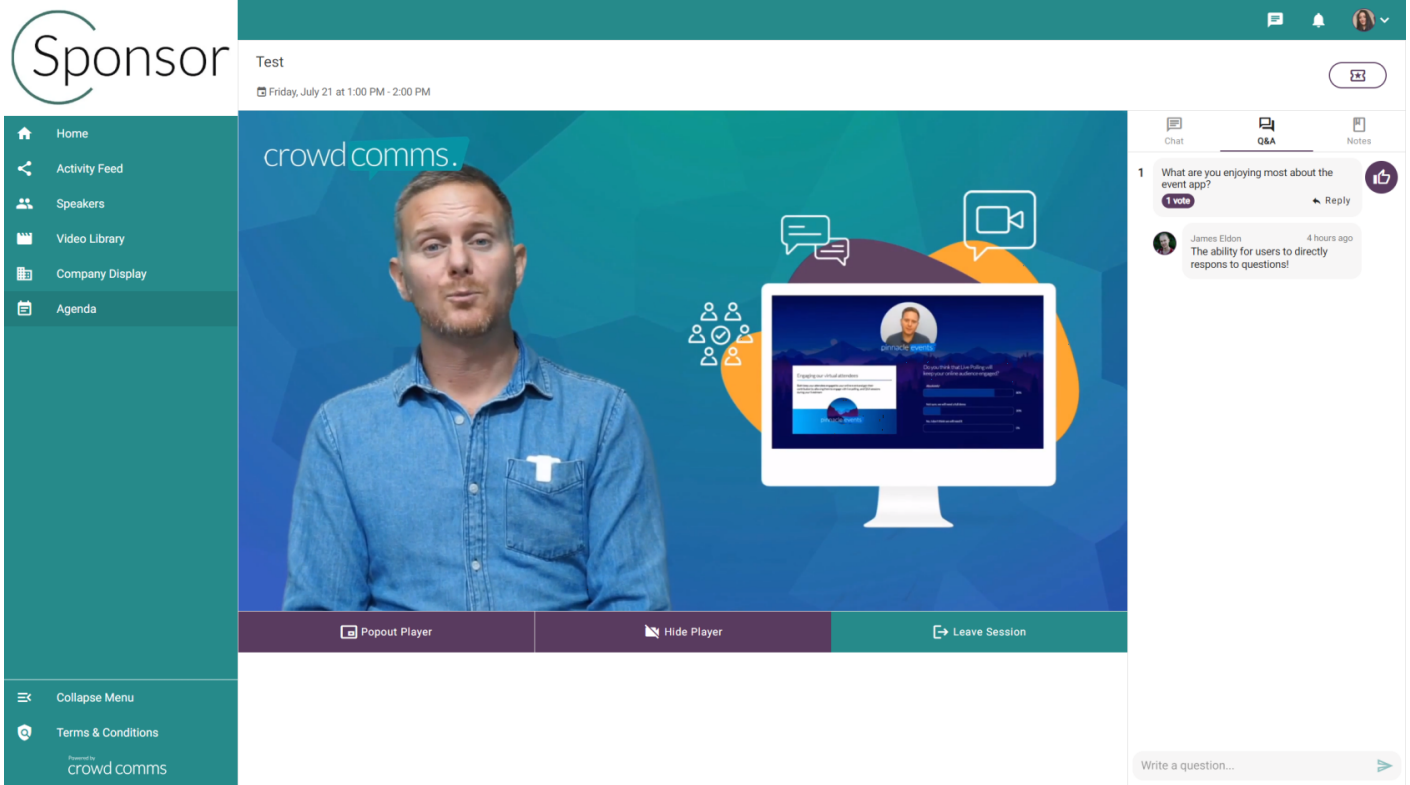 Sponsor
Test
Friday, July 21 at 1:00 PM - 2:00 PM
Home
Activity Feed
Speakers
Video Library
Company Display
Agenda
Collapse Menu
Terms & Conditions
Powered by
crowd comms
crowd comms.
pinnacle events
Engaging our virtual attendees
pinnacle events
Do you think that Live Polling will
keep your online audience engaged?
Popout Player
Hide Player
Leave Session
Chat
Q&A
Notes
1
What are you enjoying most about the
event app?
1 vote
Reply
James Eldon
4 hours ago
The ability for users to directly
respons to questions!
Write a question...